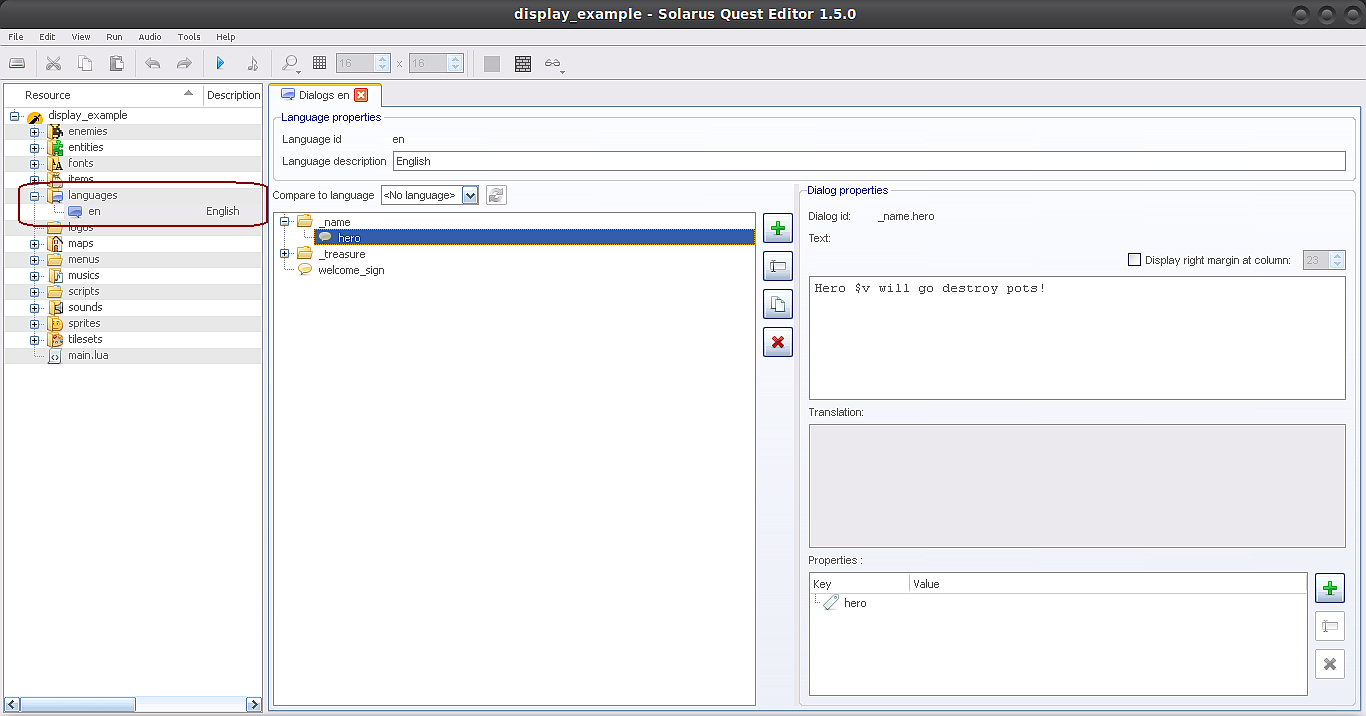 display_example - Solarus Quest Editor 1.5.0
File Edit View Run Audio Tools Help
16 x 16
Resource Description
display_example
enemies
entities
fonts
items
languages
en English
logos
maps
menus
musics
scripts
sounds
sprites
tilesets
main.lua
Dialogs en
Language properties
Language id en
Language description English
Compare to language <No language>
_name
hero
_treasure
welcome_sign
Dialog properties
Dialog id: _name.hero
Text:
Display right margin at column: 23
Hero $v will go destroy pots!
Translation:
Properties :
Key Value
hero